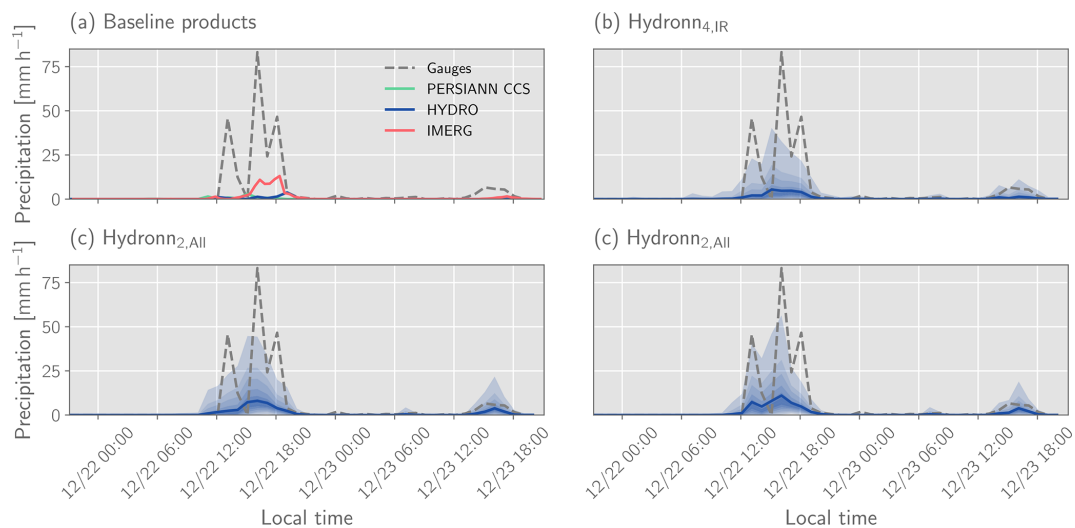 (a) Baseline products
(b) Hydronn4,IR
Precipitation [mm h−1]
75
50
25
0
Gauges
PERSIANN CCS
HYDRO
IMERG
(c) Hydronn2,All
(c) Hydronn2,All
Precipitation [mm h−1]
75
50
25
0
12/22 00:00
12/22 06:00
12/22 12:00
12/22 18:00
12/23 00:00
12/23 06:00
12/23 12:00
12/23 18:00
12/22 00:00
12/22 06:00
12/22 12:00
12/22 18:00
12/23 00:00
12/23 06:00
12/23 12:00
12/23 18:00
Local time
Local time